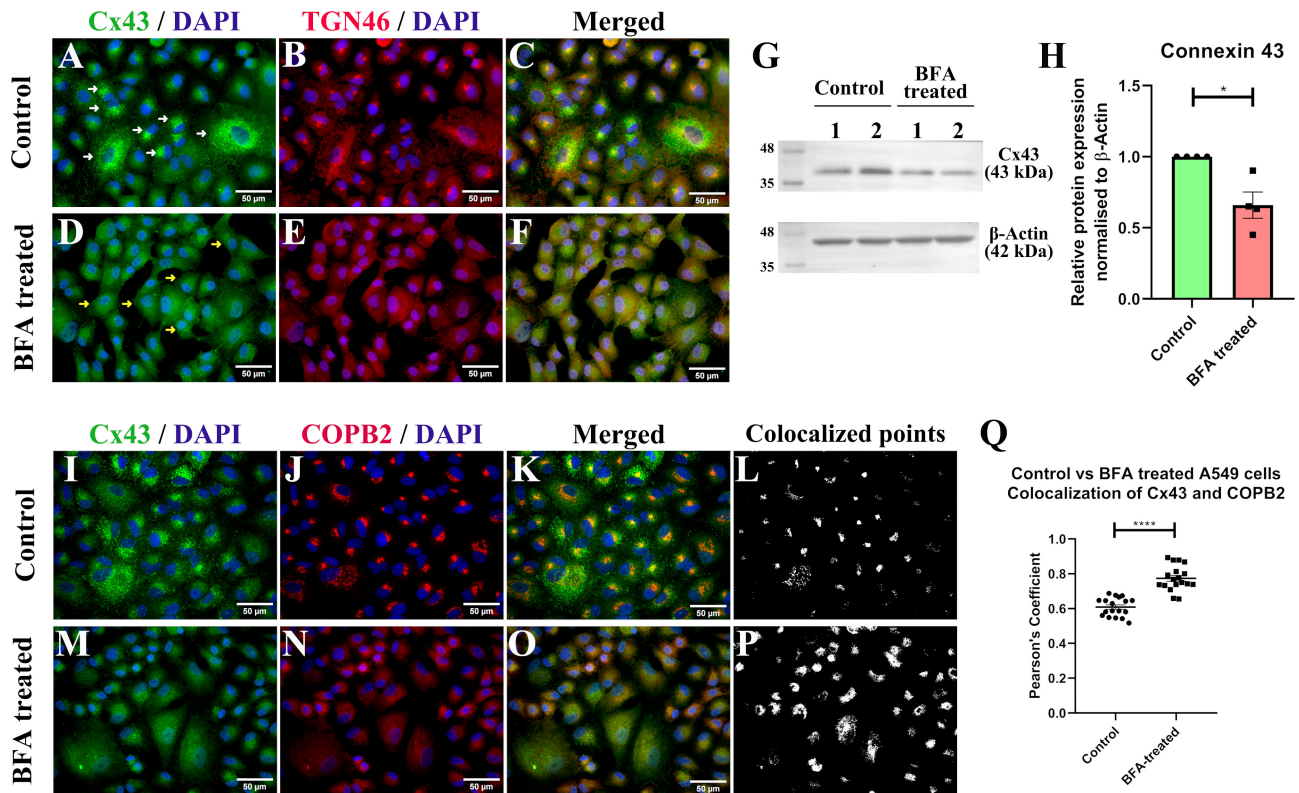 Cx43 / DAPI
TGN46 / DAPI
Merged
Control
A
50 µm
B
50 µm
C
50 µm
BFA treated
D
50 µm
E
50 µm
F
50 µm
G
Control
BFA
treated
1 2 1 2
48
35
Cx43
(43 kDa)
48
35
β-Actin
(42 kDa)
H
Connexin 43
Relative protein expression
normalised to β-Actin
1.5
1.0
0.5
0.0
*
Control
BFA treated
Cx43 / DAPI
COPB2 / DAPI
Merged
Colocalized points
Control
I
50 µm
J
50 µm
K
50 µm
L
BFA treated
M
50 µm
N
50 µm
O
50 µm
P
Q
Control vs BFA treated A549 cells
Colocalization of Cx43 and COPB2
Pearson's Coefficient
1.0
0.8
0.6
0.4
0.2
0.0
****
Control
BFA-treated